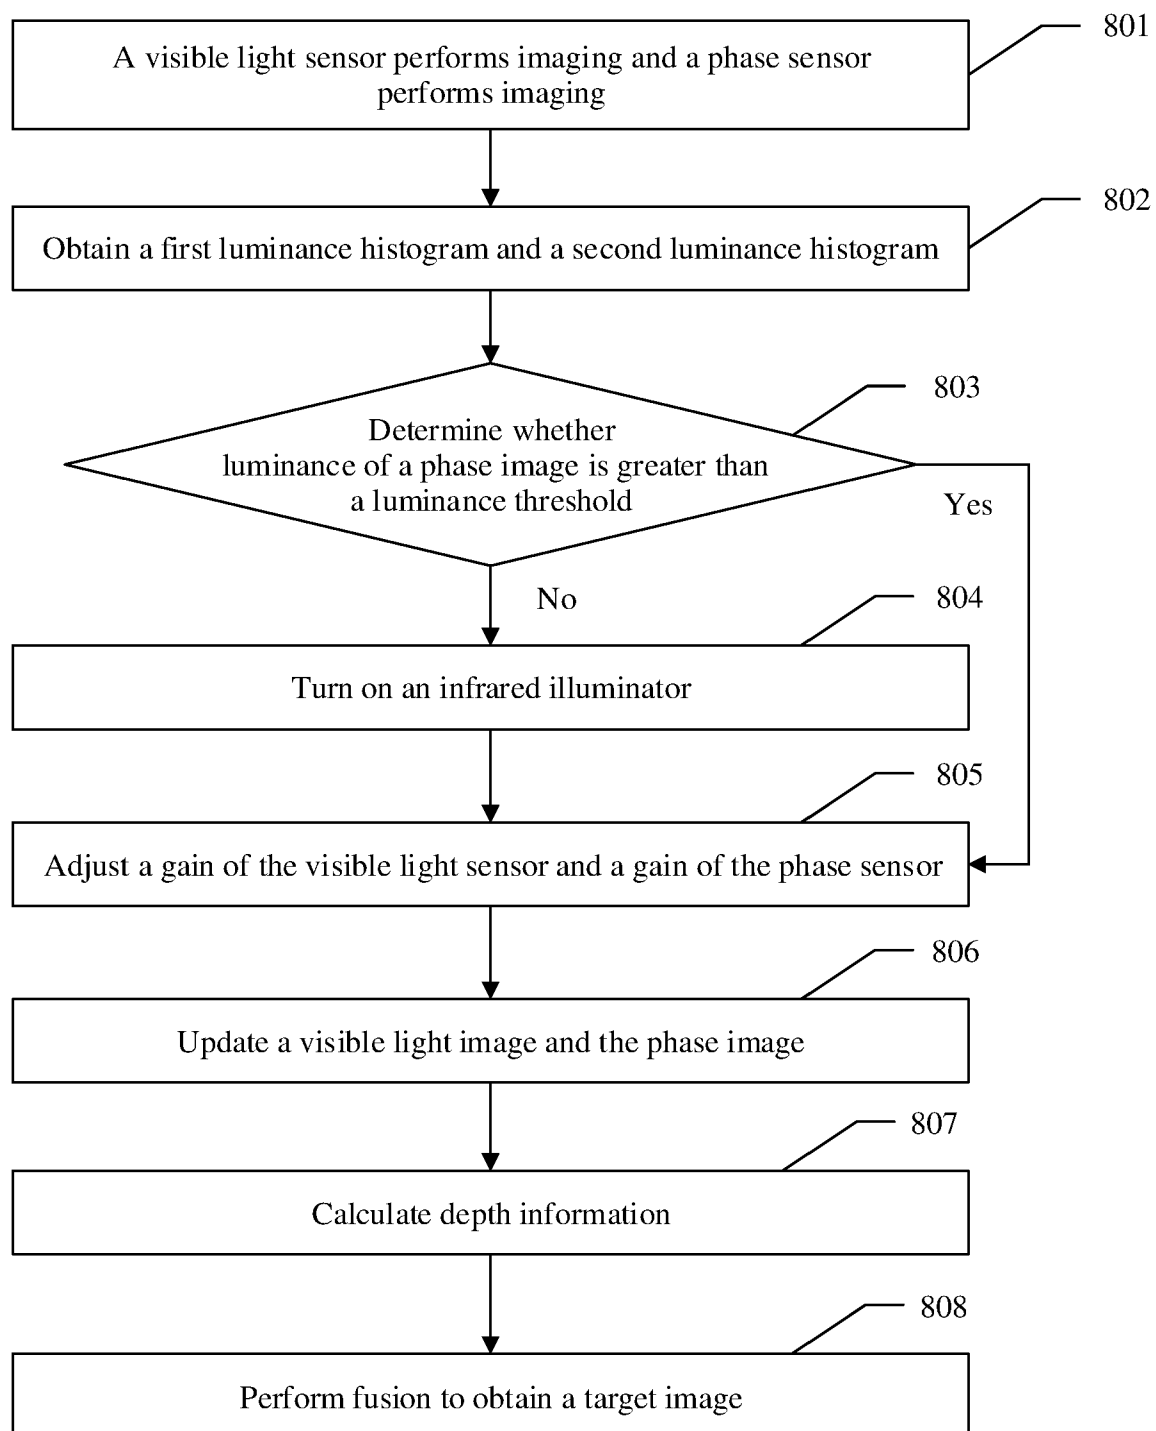 801
A visible light sensor performs imaging and a phase sensor
performs imaging
802
Obtain a first luminance histogram and a second luminance histogram
803
Determine whether
luminance of a phase image is greater than
a luminance threshold
Yes
No
804
Turn on an infrared illuminator
805
Adjust a gain of the visible light sensor and a gain of the phase sensor
806
Update a visible light image and the phase image
807
Calculate depth information
808
Perform fusion to obtain a target image